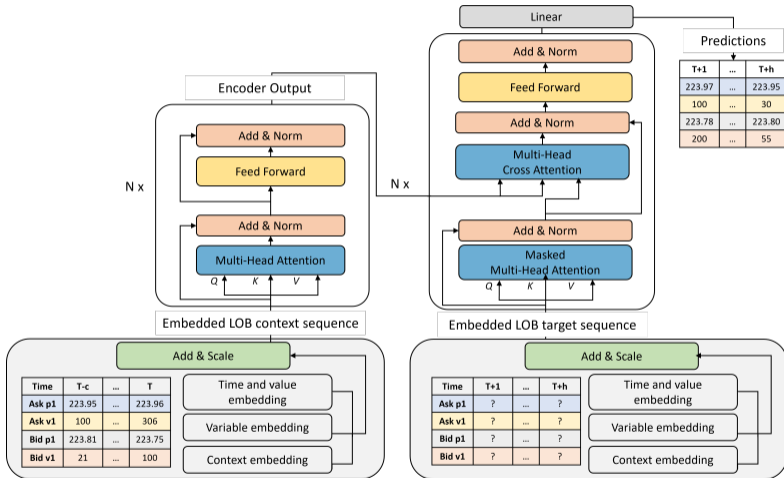 Linear
Add & Norm
Feed Forward
Add & Norm
Multi-Head
Cross Attention
Add & Norm
Masked
Multi-Head Attention
Q K V
N x
Predictions
T+1 ... T+h
223.97 ... 223.95
100 ... 30
223.78 ... 223.80
200 ... 55
Encoder Output
Add & Norm
Feed Forward
Add & Norm
Multi-Head Attention
Q K V
N x
Embedded LOB context sequence
Add & Scale
Time T-c ... T
Ask p1 223.95 ... 223.96
Ask v1 100 ... 306
Bid p1 223.81 ... 223.75
Bid v1 21 ... 100
Time and value
embedding
Variable embedding
Context embedding
Embedded LOB target sequence
Add & Scale
Time T+1 ... T+h
Ask p1 ? ... ?
Ask v1 ? ... ?
Bid p1 ? ... ?
Bid v1 ? ... ?
Time and value
embedding
Variable embedding
Context embedding